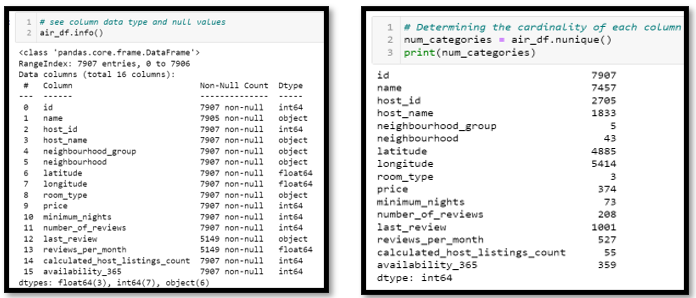 1 # see column data type and null values
2 air_df.info()
<class 'pandas.core.frame.DataFrame'>
RangeIndex: 7907 entries, 0 to 7906
Data columns (total 16 columns):
# Column Non-Null Count Dtype
--- ------ -------------- -----
0 id 7907 non-null int64
1 name 7905 non-null object
2 host_id 7907 non-null int64
3 host_name 7907 non-null object
4 neighbourhood_group 7907 non-null object
5 neighbourhood 7907 non-null object
6 latitude 7907 non-null float64
7 longitude 7907 non-null float64
8 room_type 7907 non-null object
9 price 7907 non-null int64
10 minimum_nights 7907 non-null int64
11 number_of_reviews 7907 non-null int64
12 last_review 5149 non-null object
13 reviews_per_month 5149 non-null float64
14 calculated_host_listings_count 7907 non-null int64
15 availability_365 7907 non-null int64
dtypes: float64(3), int64(7), object(6)
1 # Determining the cardinality of each column
2 num_categories = air_df.nunique()
3 print(num_categories)
id 7907
name 7457
host_id 2705
host_name 1833
neighbourhood_group 5
neighbourhood 43
latitude 4885
longitude 5414
room_type 3
price 374
minimum_nights 73
number_of_reviews 208
last_review 1001
reviews_per_month 527
calculated_host_listings_count 55
availability_365 359
dtype: int64